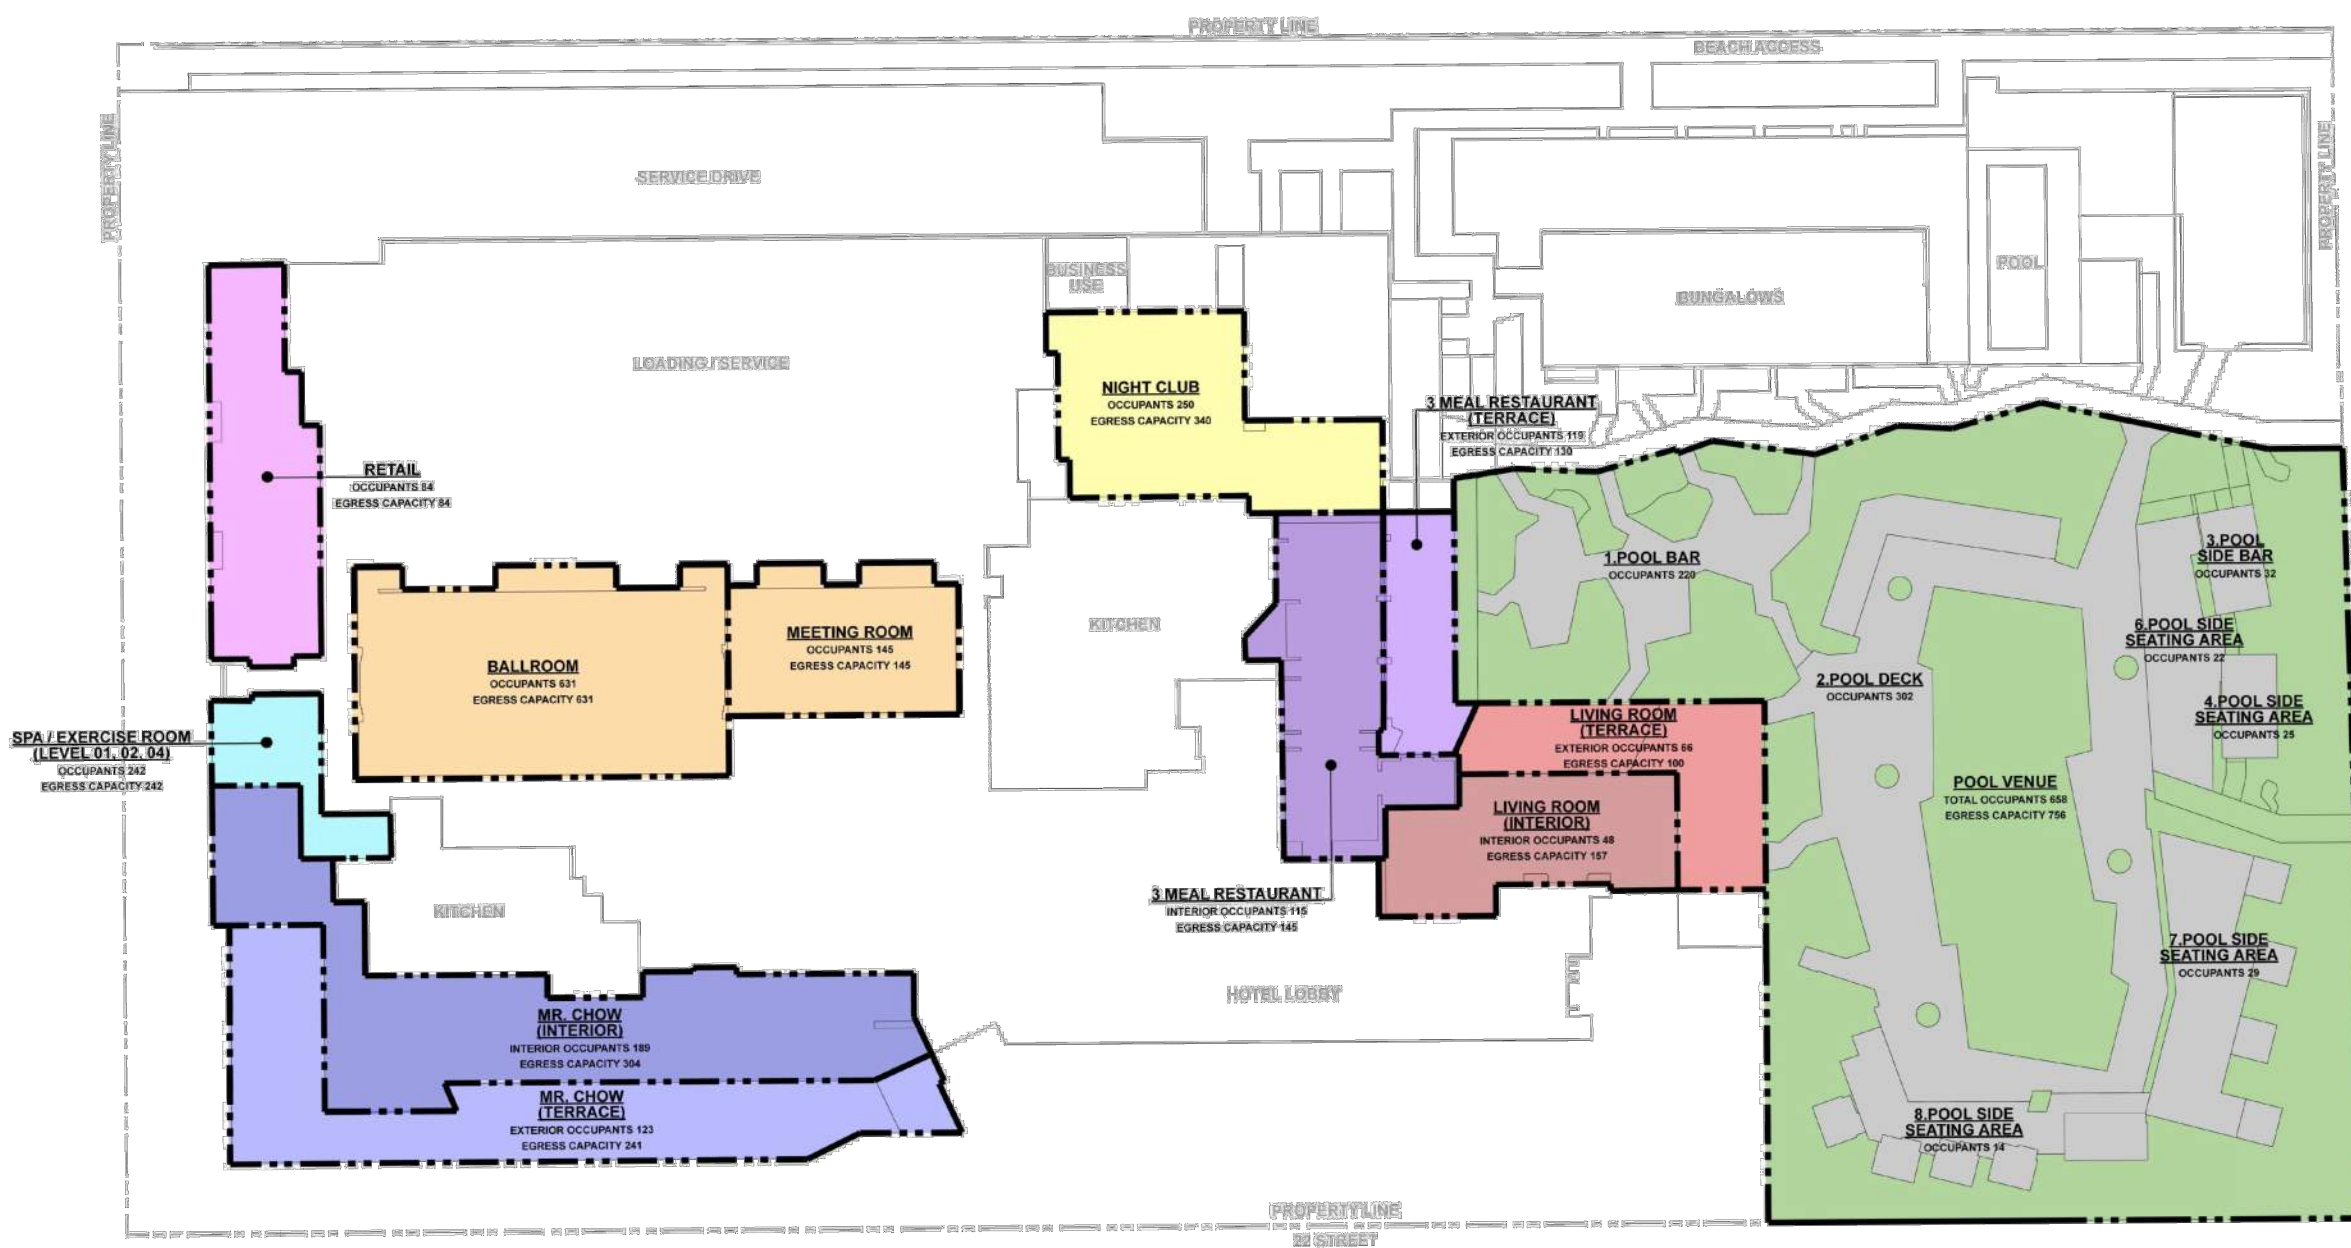 PROPERTY LINE
BEACH ACCESS
PROPERTY LINE
PROPERTY LINE
SERVICE DRIVE
BUSINESS
USE
POOL
BUNGALOWS
LOADING / SERVICE
NIGHT CLUB
OCCUPANTS 250
EGRESS CAPACITY 340
3 MEAL RESTAURANT
(TERRACE)
EXTERIOR OCCUPANTS 119
EGRESS CAPACITY 130
RETAIL
OCCUPANTS 84
EGRESS CAPACITY 84
1.POOL BAR
OCCUPANTS 220
3.POOL
SIDE BAR
OCCUPANTS 32
KITCHEN
MEETING ROOM
OCCUPANTS 145
EGRESS CAPACITY 145
BALLROOM
OCCUPANTS 631
EGRESS CAPACITY 631
6.POOL SIDE
SEATING AREA
OCCUPANTS 22
2.POOL DECK
OCCUPANTS 302
4.POOL SIDE
SEATING AREA
OCCUPANTS 25
SPA / EXERCISE ROOM
(LEVEL 01, 02, 04)
OCCUPANTS 242
EGRESS CAPACITY 242
LIVING ROOM
(TERRACE)
EXTERIOR OCCUPANTS 66
EGRESS CAPACITY 100
POOL VENUE
TOTAL OCCUPANTS 658
EGRESS CAPACITY 756
LIVING ROOM
(INTERIOR)
INTERIOR OCCUPANTS 48
EGRESS CAPACITY 157
3 MEAL RESTAURANT
INTERIOR OCCUPANTS 115
EGRESS CAPACITY 145
KITCHEN
7.POOL SIDE
SEATING AREA
OCCUPANTS 29
HOTEL LOBBY
MR. CHOW
(INTERIOR)
INTERIOR OCCUPANTS 189
EGRESS CAPACITY 304
MR. CHOW
(TERRACE)
EXTERIOR OCCUPANTS 123
EGRESS CAPACITY 241
8.POOL SIDE
SEATING AREA
OCCUPANTS 14
PROPERTY LINE
22 STREET